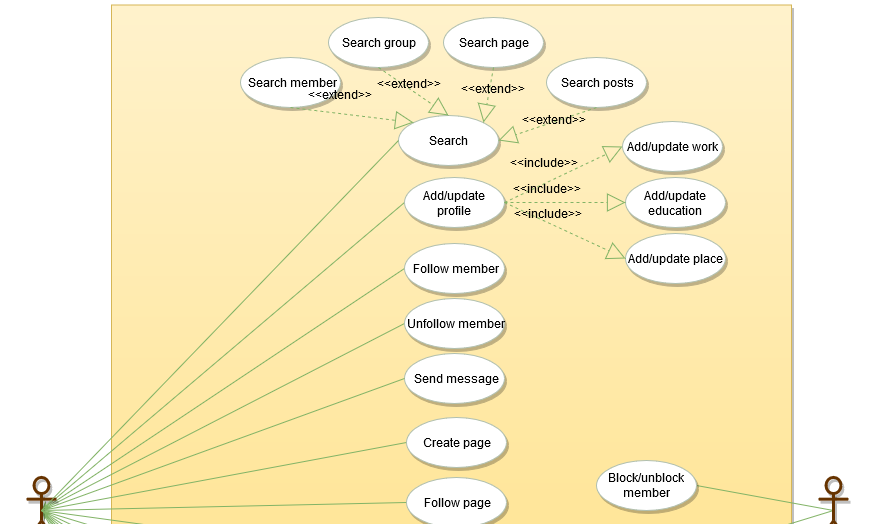 Search group
Search page
Search member
Search posts
<<extend>>
<<extend>>
<<extend>>
<<extend>>
Search
Add/update work
<<include>>
<<include>>
<<include>>
Add/update
profile
Add/update
education
Add/update place
Follow member
Unfollow member
Send message
Create page
Block/unblock
member
Follow page